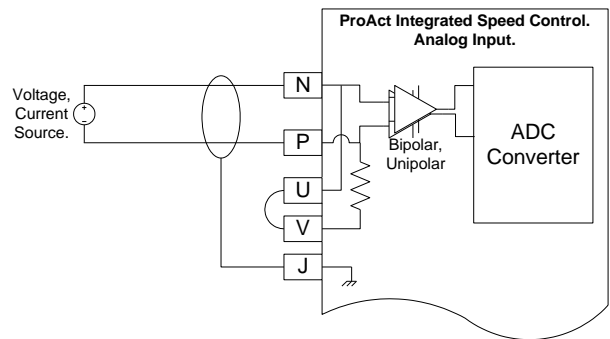 ProAct Integrated Speed Control.
Analog Input.
Voltage,
Current
Source.
+
-
N
P
U
V
J
Bipolar,
Unipolar
ADC
Converter